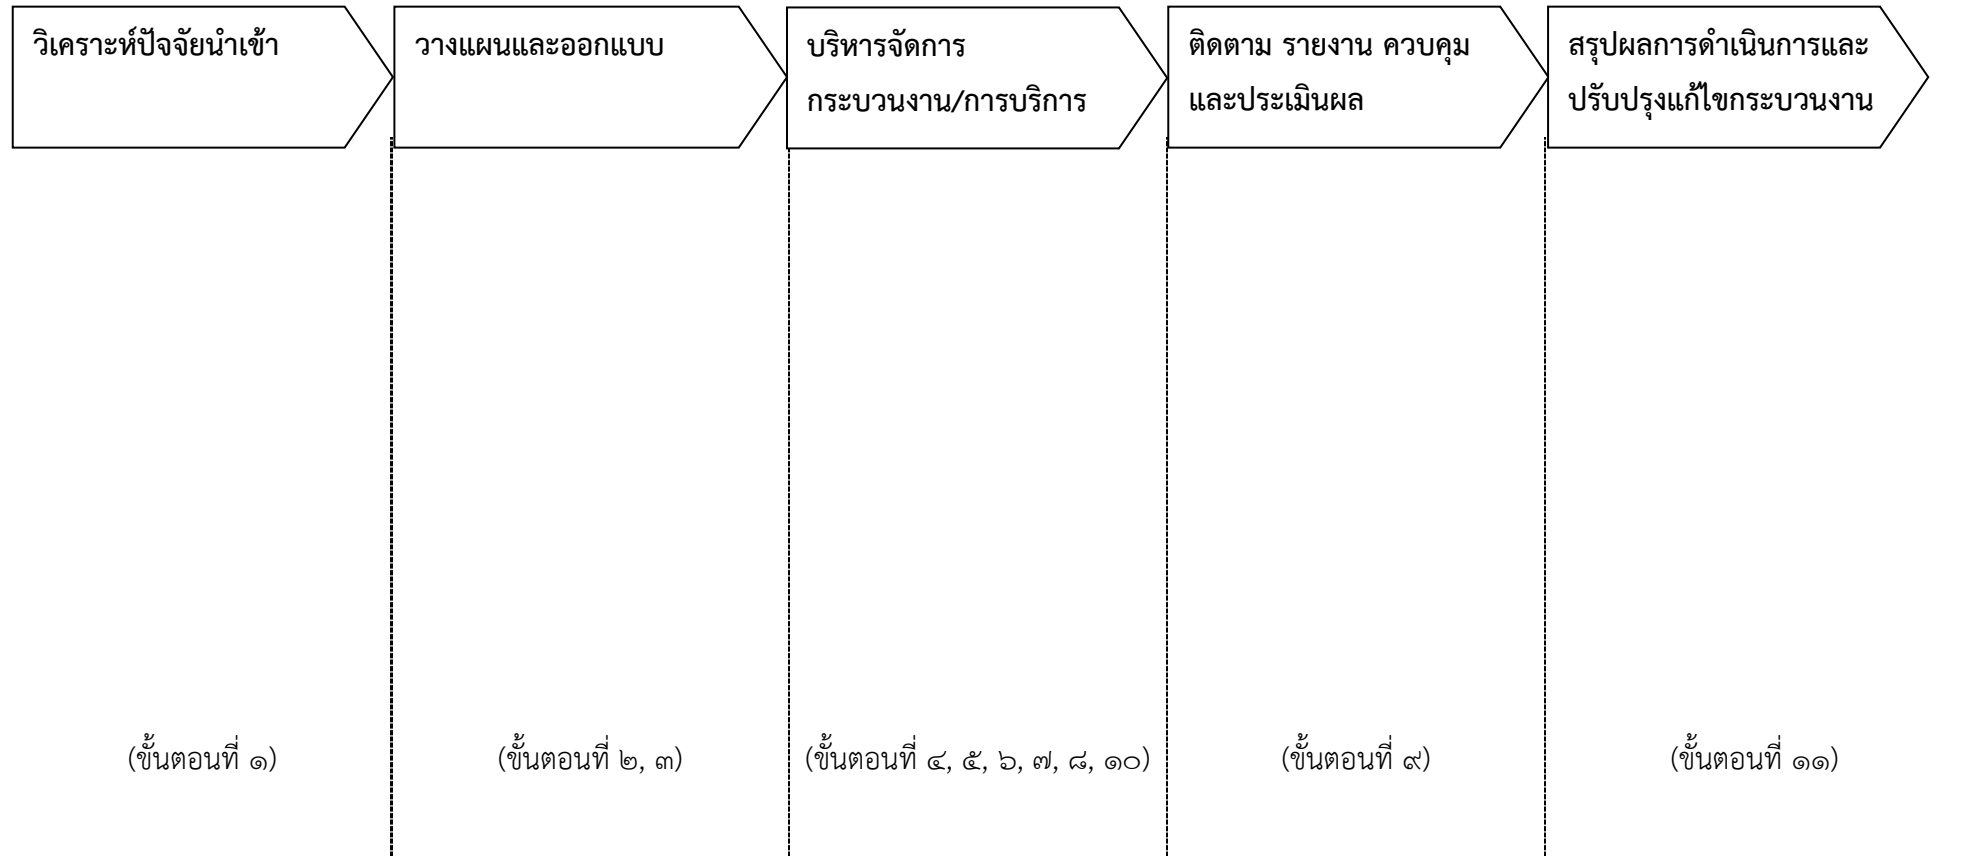 วิเคราะห์ปัจจัยนำเข้า
วางแผนและออกแบบ
บริหารจัดการ
กระบวนงาน/การบริการ
ติดตาม รายงาน ควบคุม
และประเมินผล
สรุปผลการดำเนินการและ
ปรับปรุงแก้ไขกระบวนงาน
(ขั้นตอนที่ ๑)
(ขั้นตอนที่ ๒, ๓)
(ขั้นตอนที่ ๔, ๕, ๖, ๗, ๘, ๑๐)
(ขั้นตอนที่ ๙)
(ขั้นตอนที่ ๑๑)